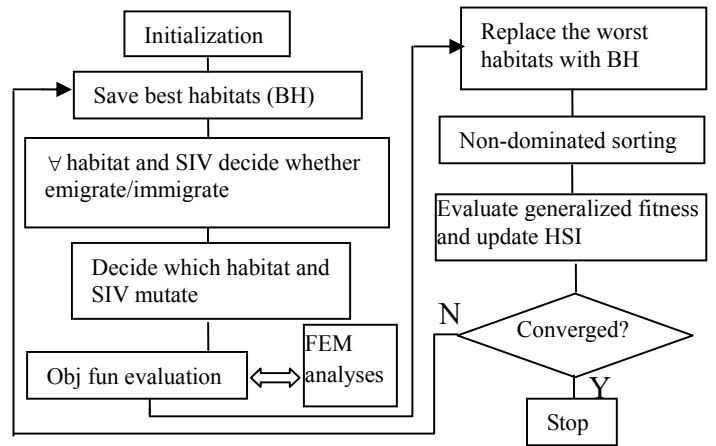 Initialization
Save best habitats (BH)
∀ habitat and SIV decide whether
emigrate/immigrate
Decide which habitat and
SIV mutate
Obj fun evaluation
FEM
analyses
Replace the worst
habitats with BH
Non-dominated sorting
Evaluate generalized fitness
and update HSI
Converged?
N
Y
Stop